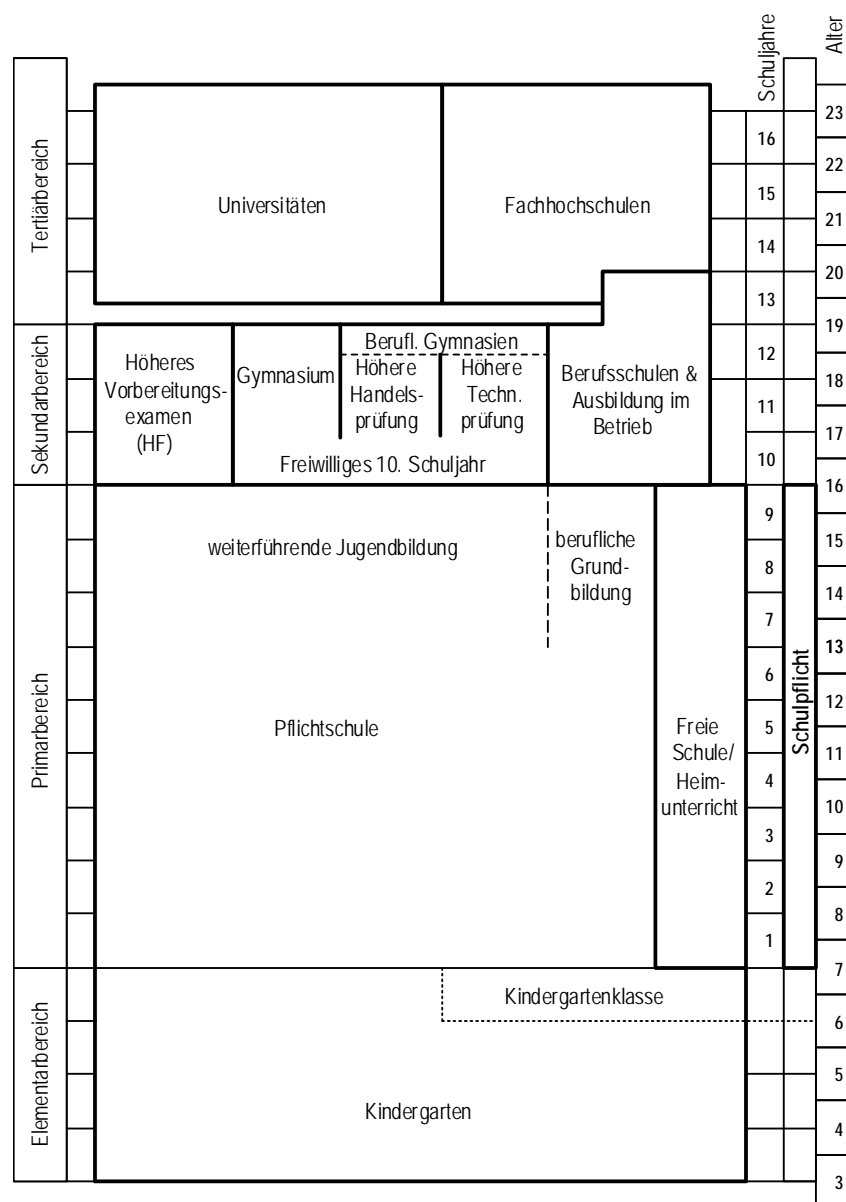 Schuljahre
Alter
Tertiärbereich
Universitäten
Fachhochschulen
16
15
14
13
23
22
21
20
19
Sekundarbereich
Höheres
Vorbereitungs-
examen
(HF)
Gymnasium
Berufl. Gymnasien
Höhere
Handels-
prüfung
Höhere
Techn.
prüfung
Freiwilliges 10. Schuljahr
Berufsschulen &
Ausbildung im
Betrieb
12
11
10
18
17
16
Primarbereich
weiterführende Jugendbildung
berufliche
Grund-
bildung
Pflichtschule
Freie
Schule/
Heim-
unterricht
9
8
7
6
5
4
3
2
1
Schulpflicht
15
14
13
12
11
10
9
8
7
Elementarbereich
Kindergartenklasse
Kindergarten
6
5
4
3